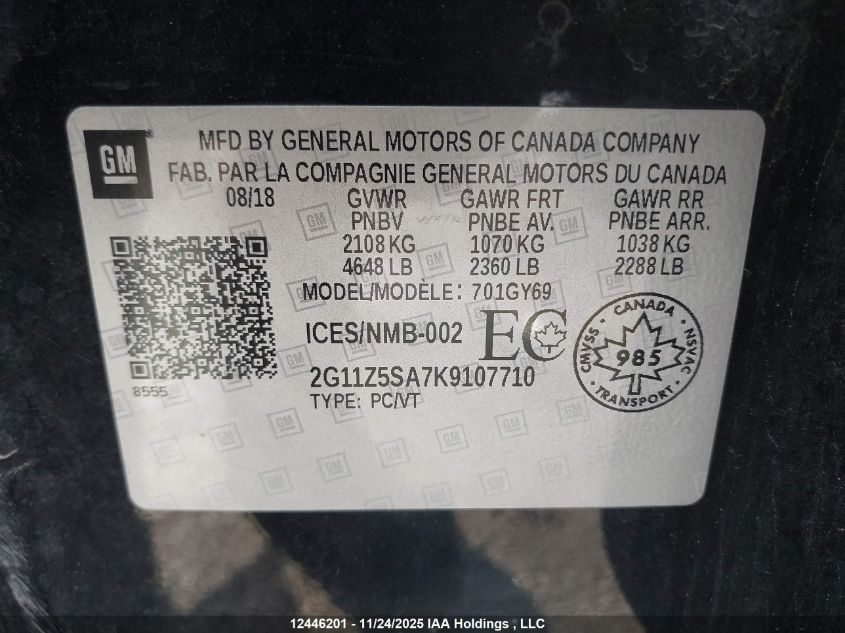 GM
MFD BY GENERAL MOTORS OF CANADA COMPANY
FAB. PAR LA COMPAGNIE GENERAL MOTORS DU CANADA
08/18 GVWR GAWR FRT GAWR RR
PNBV PNBE AV. PNBE ARR.
2108 KG 1070 KG 1038 KG
4648 LB 2360 LB 2288 LB
MODEL/MODÈLE: 701GY69
ICES/NMB-002 EC
CANADA
CMVSS 985 NSVAC
TRANSPORT
2G11Z5SA7K9107710
8555
TYPE: PC/VT
12446201 - 11/24/2025 IAA Holdings , LLC